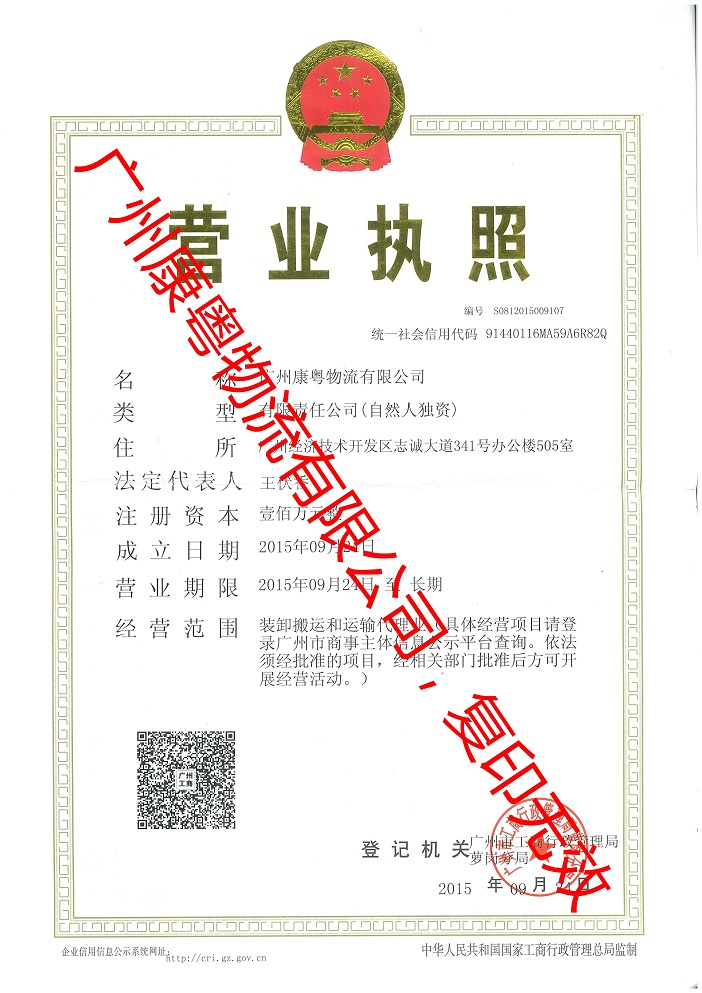 营业执照
编号 S0812015009107
统一社会信用代码 91440116MA59A6R82Q
名称 广州康粤物流有限公司
类型 有限责任公司(自然人独资)
住所 广州经济技术开发区志诚大道341号办公楼505室
法定代表人 王伏香
注册资本 壹佰万元整
成立日期 2015年09月24日
营业期限 2015年09月24日 至 长期
经营范围 装卸搬运和运输代理业（具体经营项目请登
录广州市商事主体信息公示平台查询。依法
须经批准的项目，经相关部门批准后方可开
展经营活动。）
广州康粤物流有限公司，复印无效
广州
工商
登记机关 广州市工商行政管理局
萝岗分局
2015 年 09 月 24 日
企业信用信息公示系统网址：http://cri.gz.gov.cn
中华人民共和国国家工商行政管理总局监制